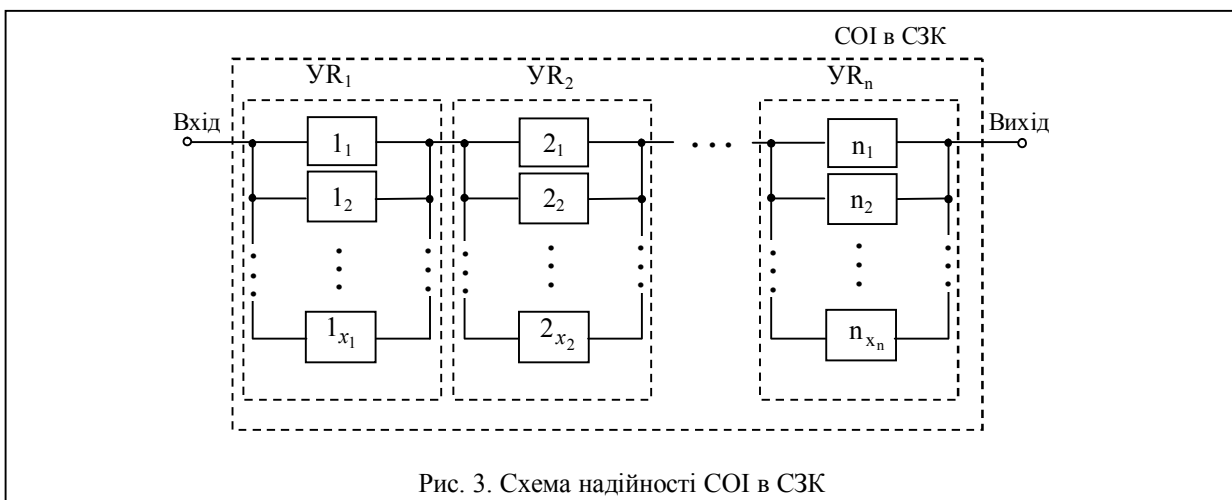 СОІ в СЗК
УR₁ УR₂ УRₙ
Вхід 1₁ 2₁ • • • n₁ Вихід
1₂ 2₂ n₂
1ₓ₁ 2ₓ₂ nₓₙ
Рис. 3. Схема надійності СОІ в СЗК